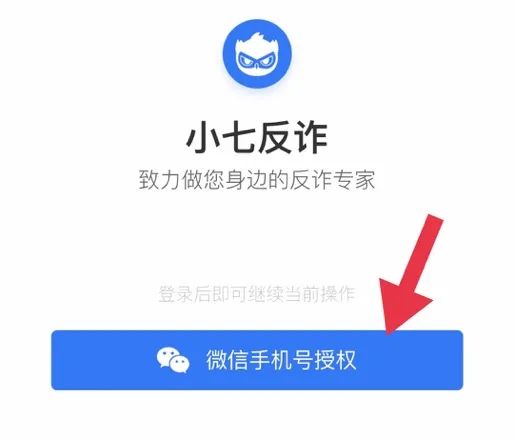 小七反诈
致力做您身边的反诈专家
登录后即可继续当前操作
微信手机号授权